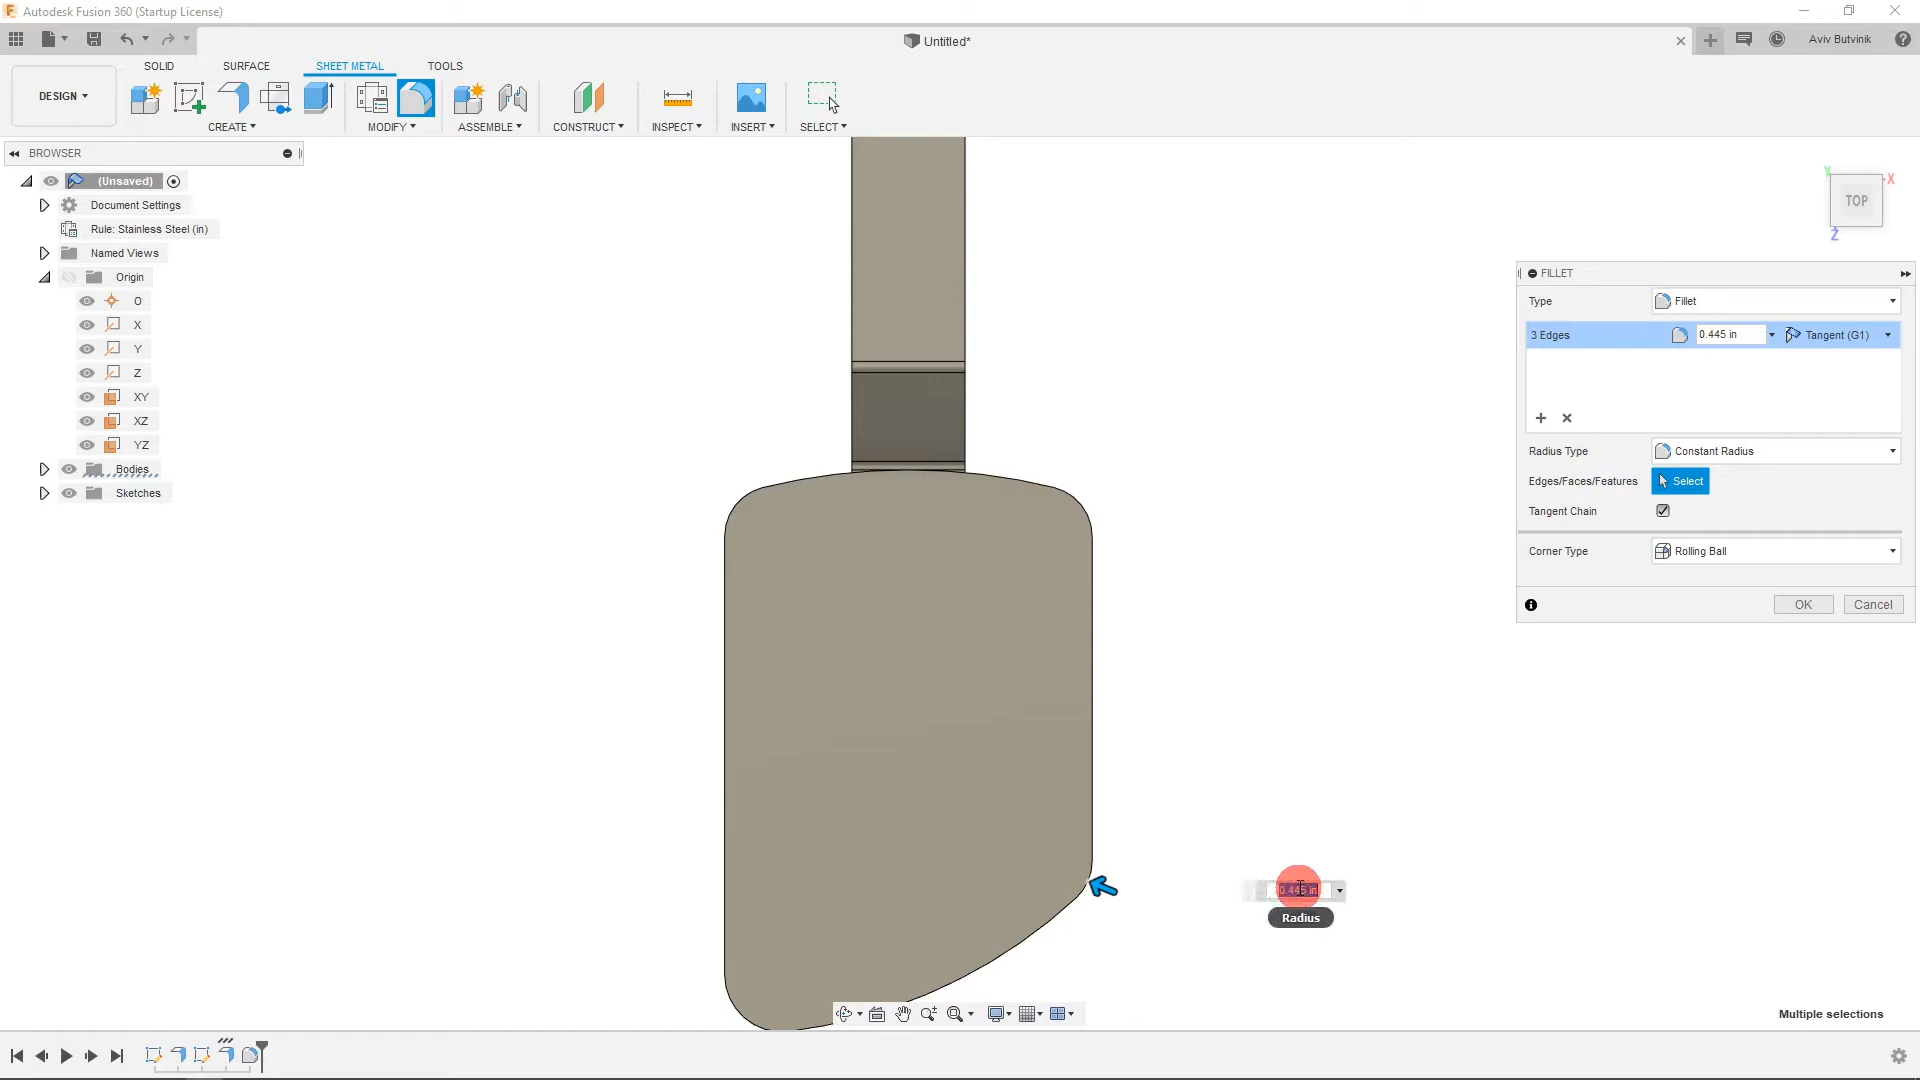 Autodesk Fusion 360 (Startup License)
Untitled*
Aviv Butvinik
DESIGN
SOLID
SURFACE
SHEET METAL
TOOLS
CREATE
MODIFY
ASSEMBLE
CONSTRUCT
INSPECT
INSERT
SELECT
BROWSER
(Unsaved)
Document Settings
Rule: Stainless Steel (in)
Named Views
Origin
O
X
Y
Z
XY
XZ
YZ
Bodies
Sketches
Y
X
TOP
Z
FILLET
Type
Fillet
3 Edges
0.445 in
Tangent (G1)
Radius Type
Constant Radius
Edges/Faces/Features
Select
Tangent Chain
Corner Type
Rolling Ball
OK
Cancel
0.445 in
Radius
Multiple selections